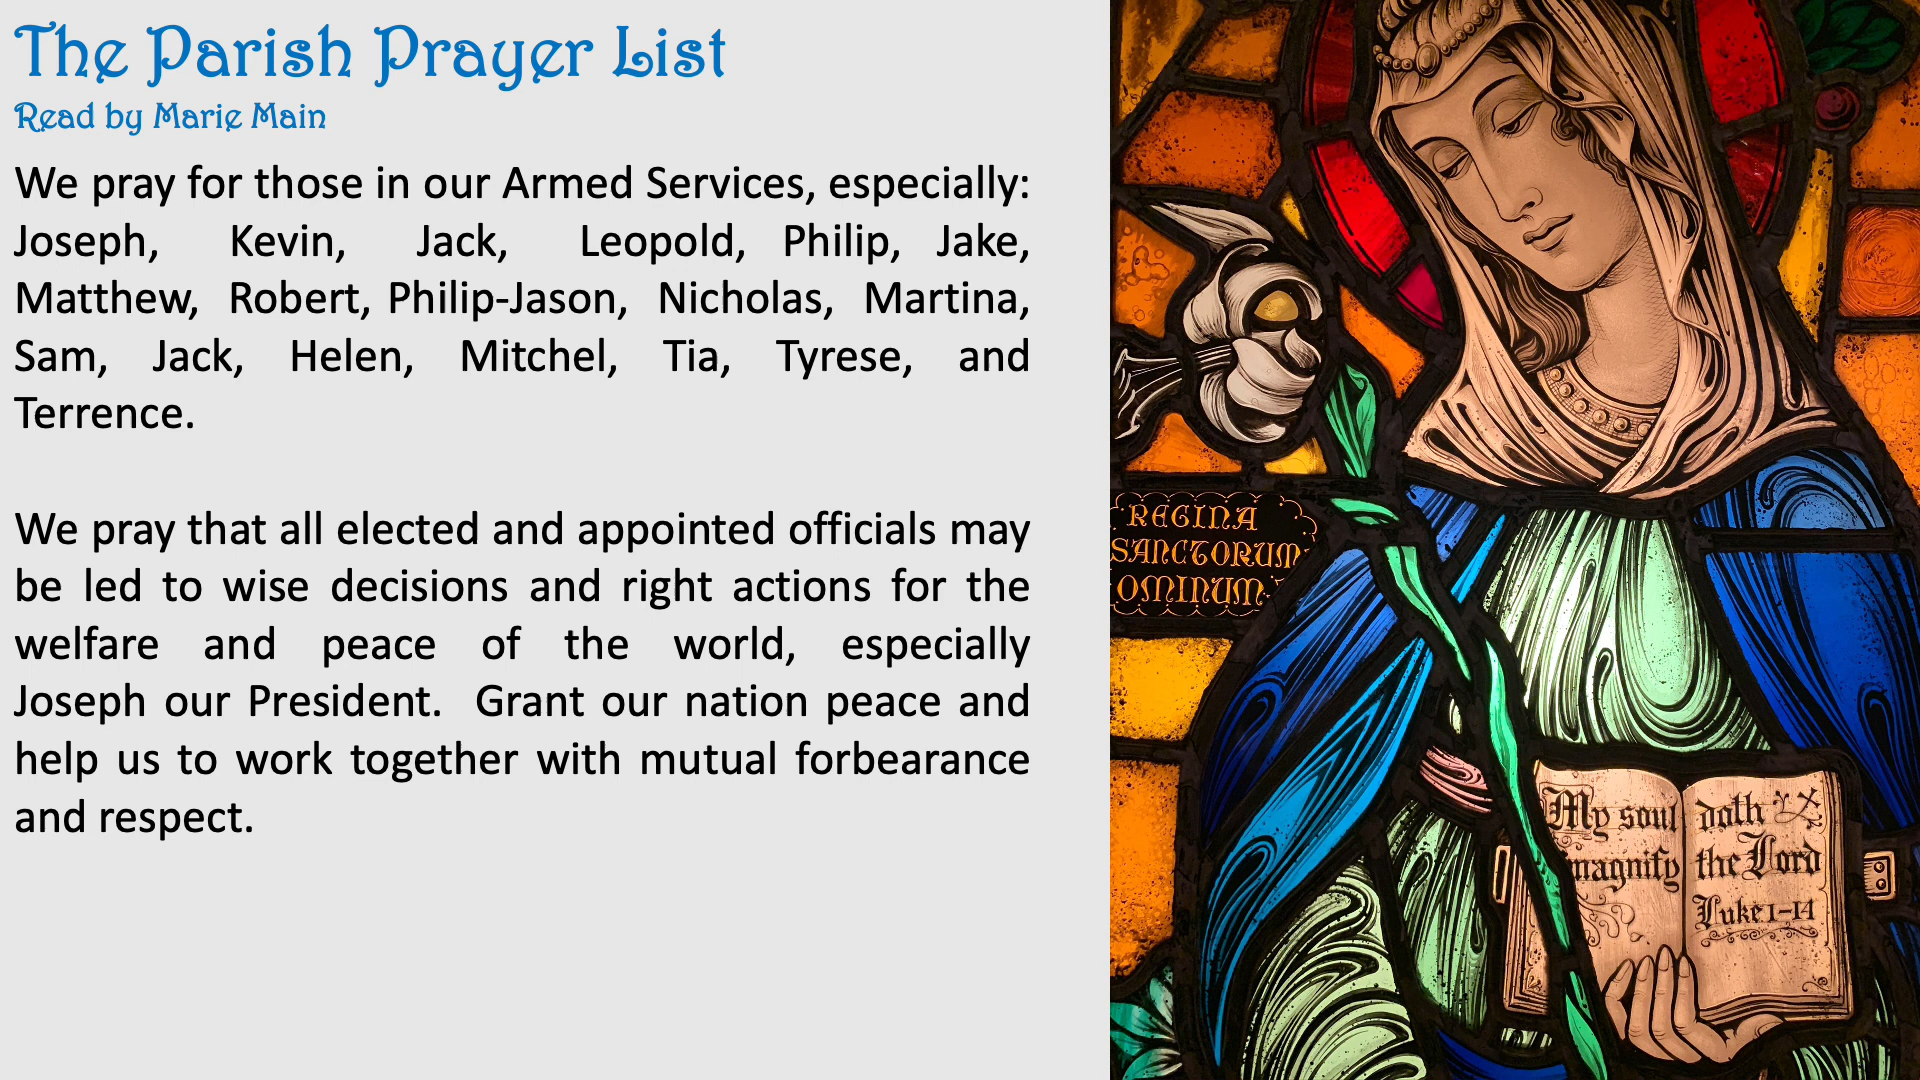 The Parish Prayer List
Read by Marie Main
We pray for those in our Armed Services, especially:
Joseph, Kevin, Jack, Leopold, Philip, Jake,
Matthew, Robert, Philip-Jason, Nicholas, Martina,
Sam, Jack, Helen, Mitchel, Tia, Tyrese, and
Terrence.
We pray that all elected and appointed officials may
be led to wise decisions and right actions for the
welfare and peace of the world, especially
Joseph our President. Grant our nation peace and
help us to work together with mutual forbearance
and respect.
REGINA
SANCTORUM
OMINUM
My soul
magnify
doth
the Lord
Luke 1-14